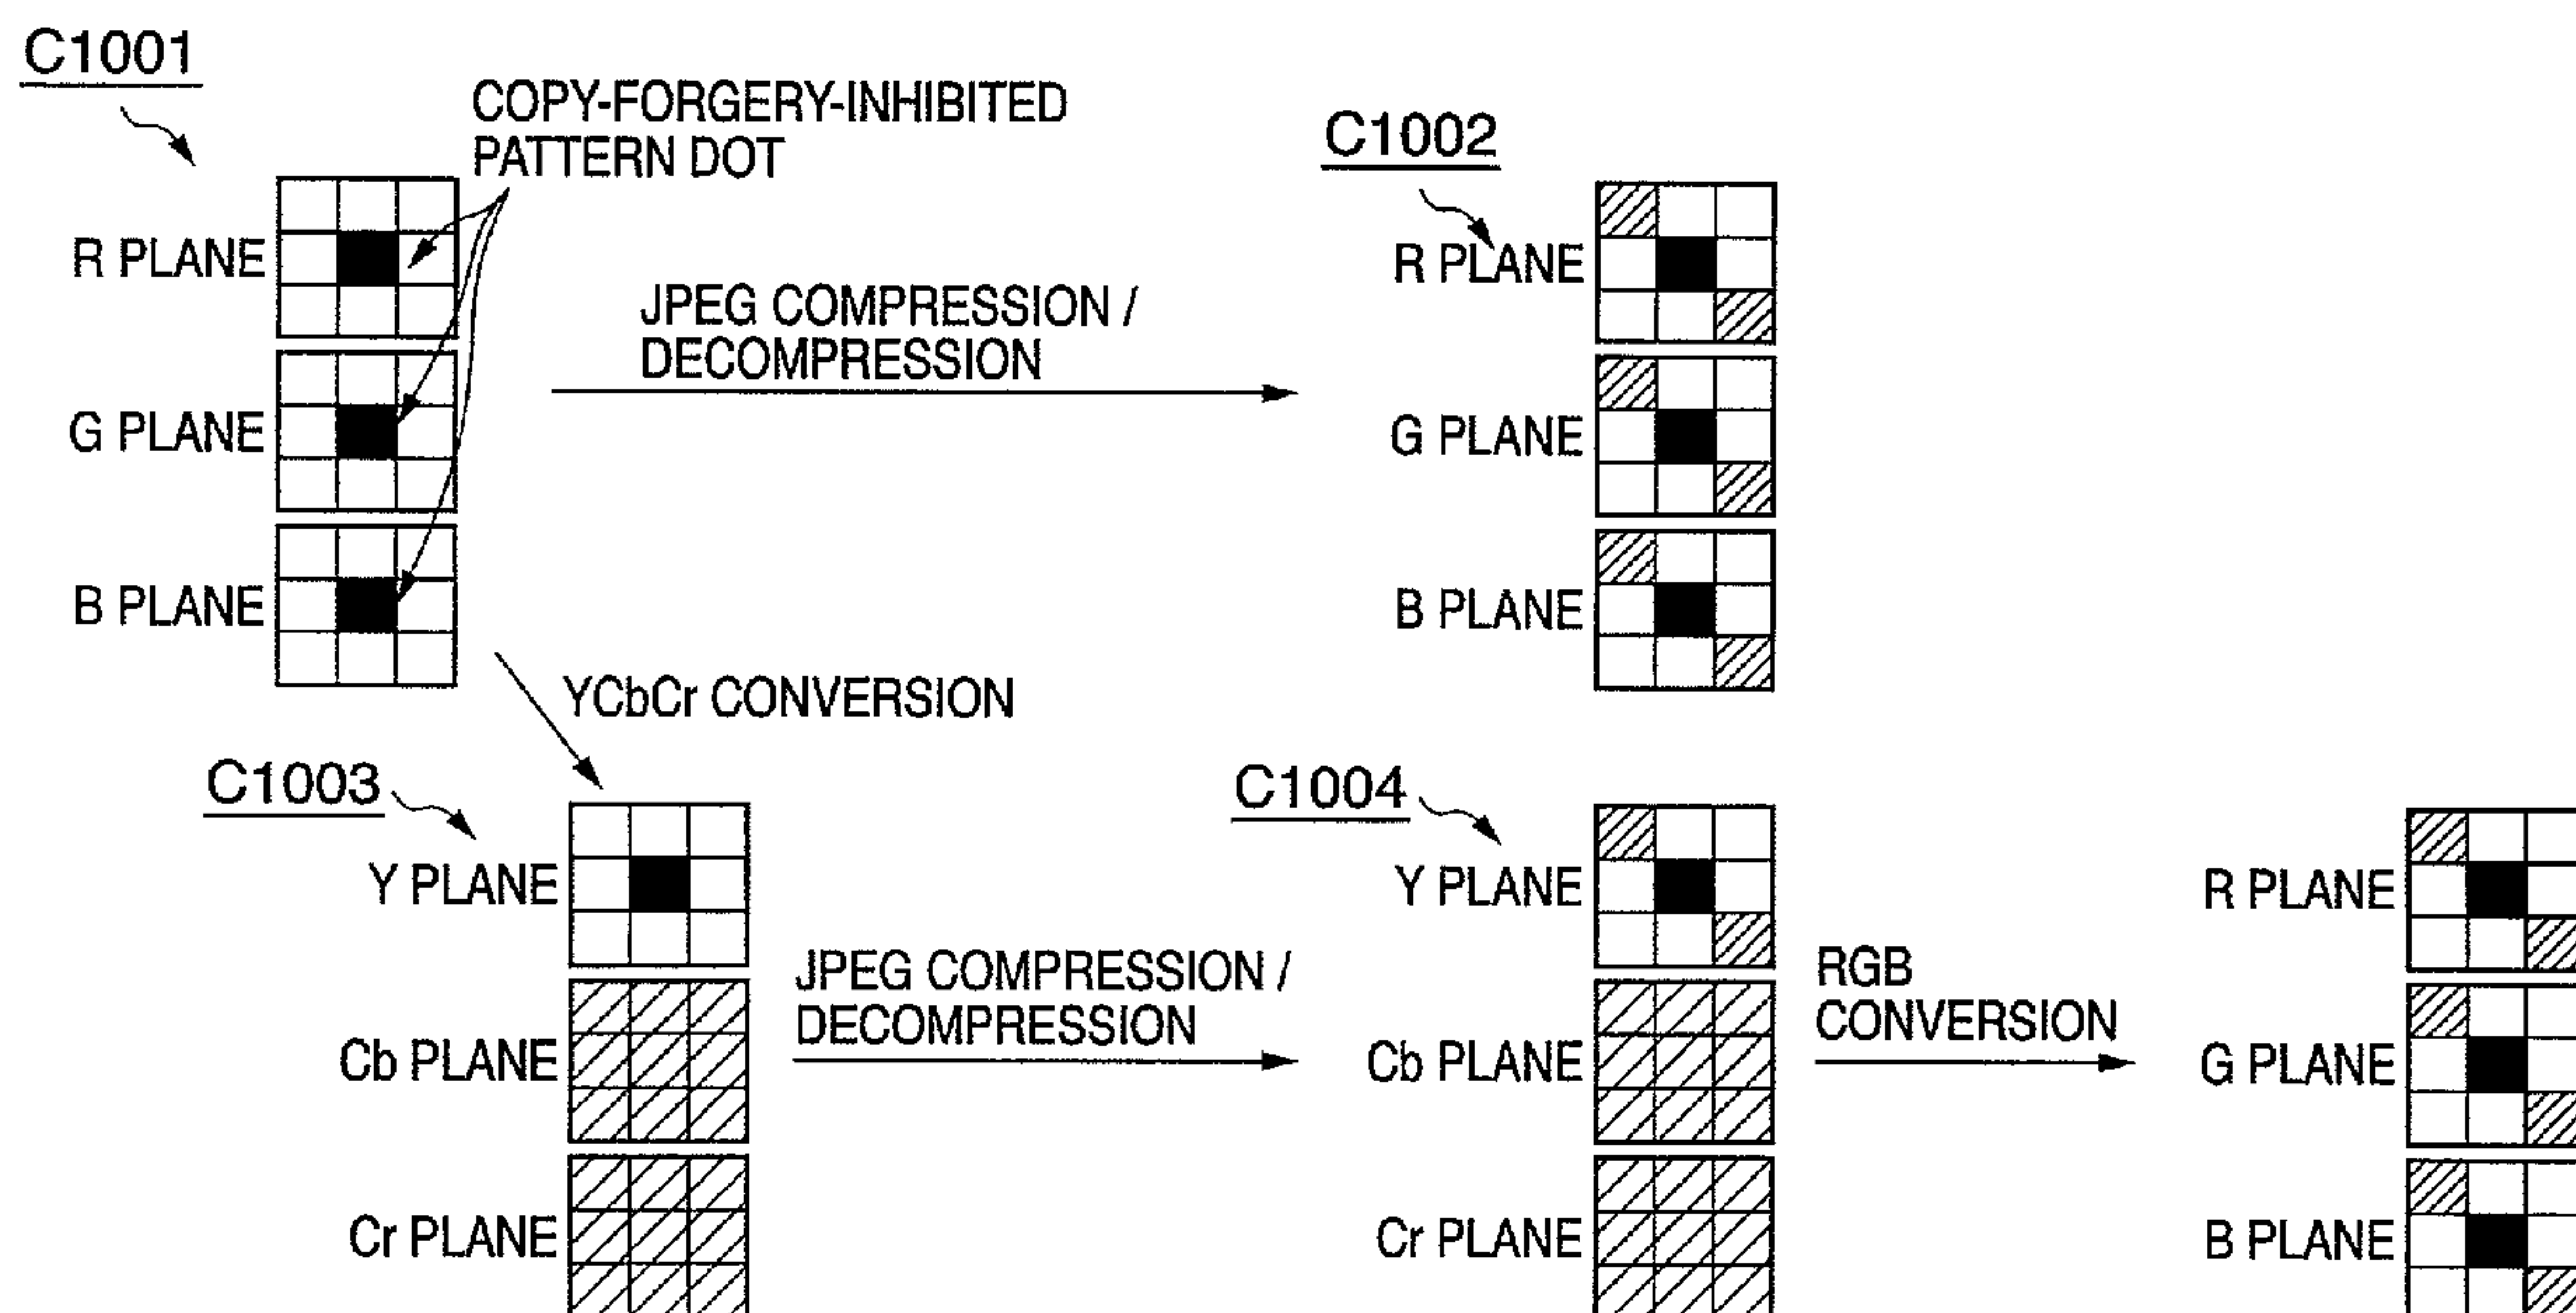 C1001
COPY-FORGERY-INHIBITED
PATTERN DOT
R PLANE
G PLANE
B PLANE
JPEG COMPRESSION /
DECOMPRESSION
C1002
R PLANE
G PLANE
B PLANE
YCbCr CONVERSION
C1003
Y PLANE
Cb PLANE
Cr PLANE
JPEG COMPRESSION /
DECOMPRESSION
C1004
Y PLANE
Cb PLANE
Cr PLANE
RGB
CONVERSION
R PLANE
G PLANE
B PLANE